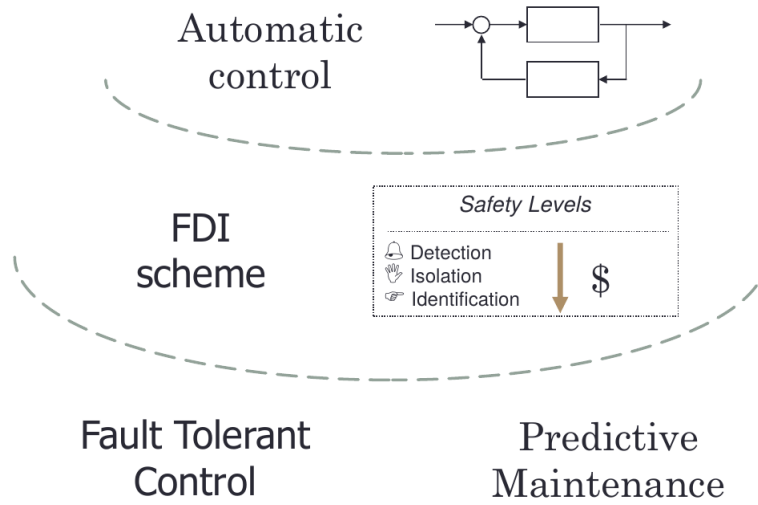 Automatic
control
FDI
scheme
Safety Levels
Detection
Isolation
Identification
$
Fault Tolerant
Control
Predictive
Maintenance